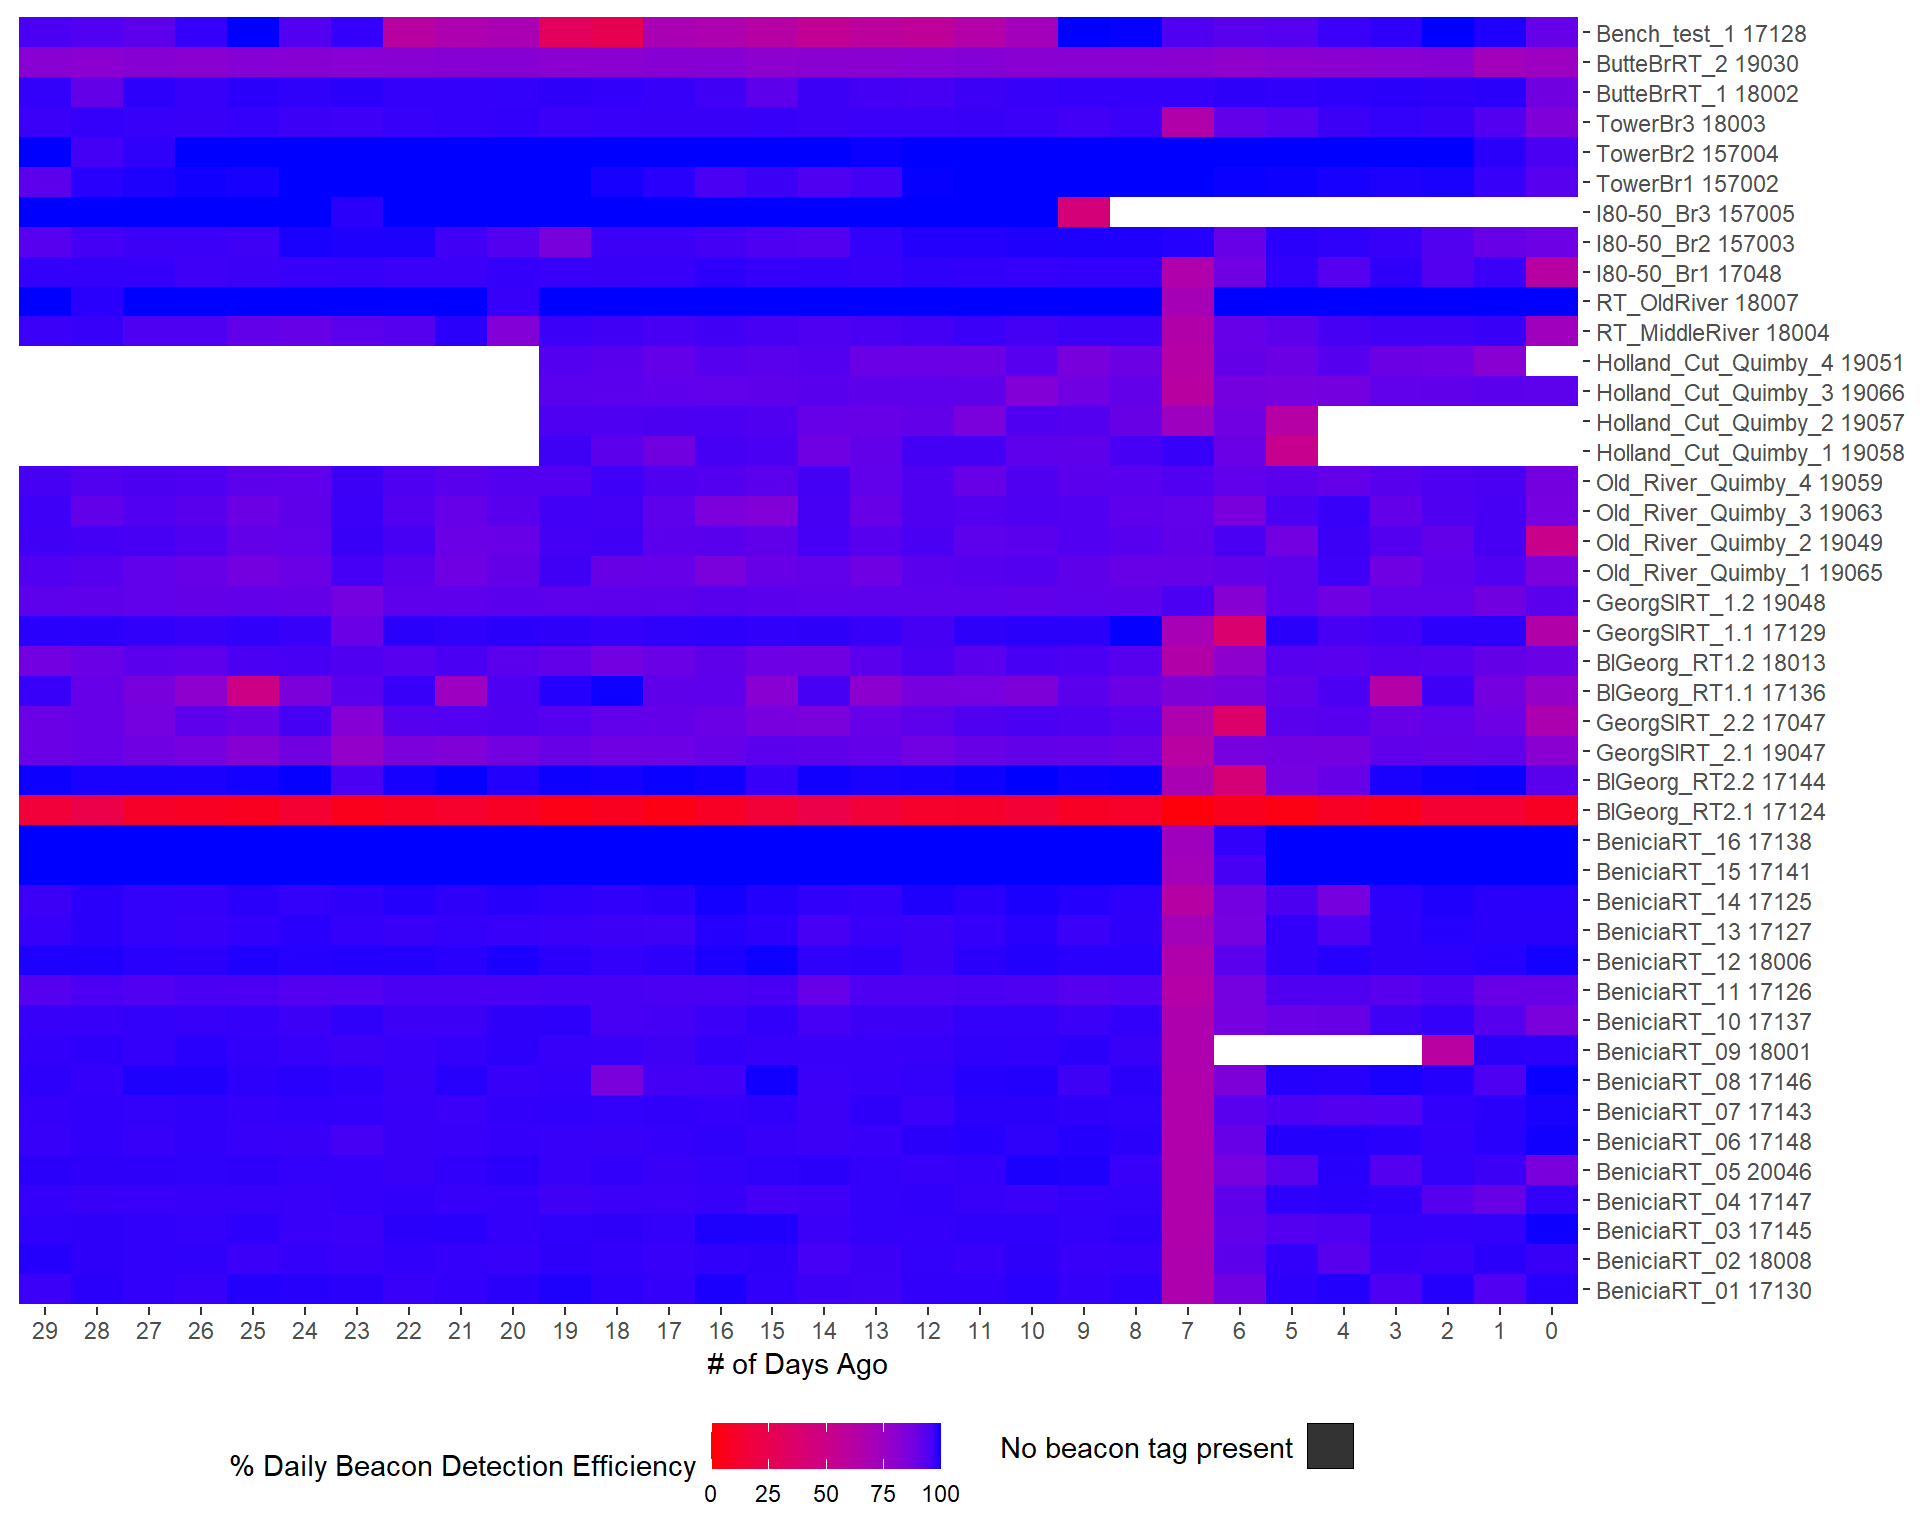 Bench_test_1 17128
ButteBrRT_2 19030
ButteBrRT_1 18002
TowerBr3 18003
TowerBr2 157004
TowerBr1 157002
I80-50_Br3 157005
I80-50_Br2 157003
I80-50_Br1 17048
RT_OldRiver 18007
RT_MiddleRiver 18004
Holland_Cut_Quimby_4 19051
Holland_Cut_Quimby_3 19066
Holland_Cut_Quimby_2 19057
Holland_Cut_Quimby_1 19058
Old_River_Quimby_4 19059
Old_River_Quimby_3 19063
Old_River_Quimby_2 19049
Old_River_Quimby_1 19065
GeorgSlRT_1.2 19048
GeorgSlRT_1.1 17129
BlGeorg_RT1.2 18013
BlGeorg_RT1.1 17136
GeorgSlRT_2.2 17047
GeorgSlRT_2.1 19047
BlGeorg_RT2.2 17144
BlGeorg_RT2.1 17124
BeniciaRT_16 17138
BeniciaRT_15 17141
BeniciaRT_14 17125
BeniciaRT_13 17127
BeniciaRT_12 18006
BeniciaRT_11 17126
BeniciaRT_10 17137
BeniciaRT_09 18001
BeniciaRT_08 17146
BeniciaRT_07 17143
BeniciaRT_06 17148
BeniciaRT_05 20046
BeniciaRT_04 17147
BeniciaRT_03 17145
BeniciaRT_02 18008
BeniciaRT_01 17130
29 28 27 26 25 24 23 22 21 20 19 18 17 16 15 14 13 12 11 10 9 8 7 6 5 4 3 2 1 0
# of Days Ago
% Daily Beacon Detection Efficiency
0 25 50 75 100
No beacon tag present